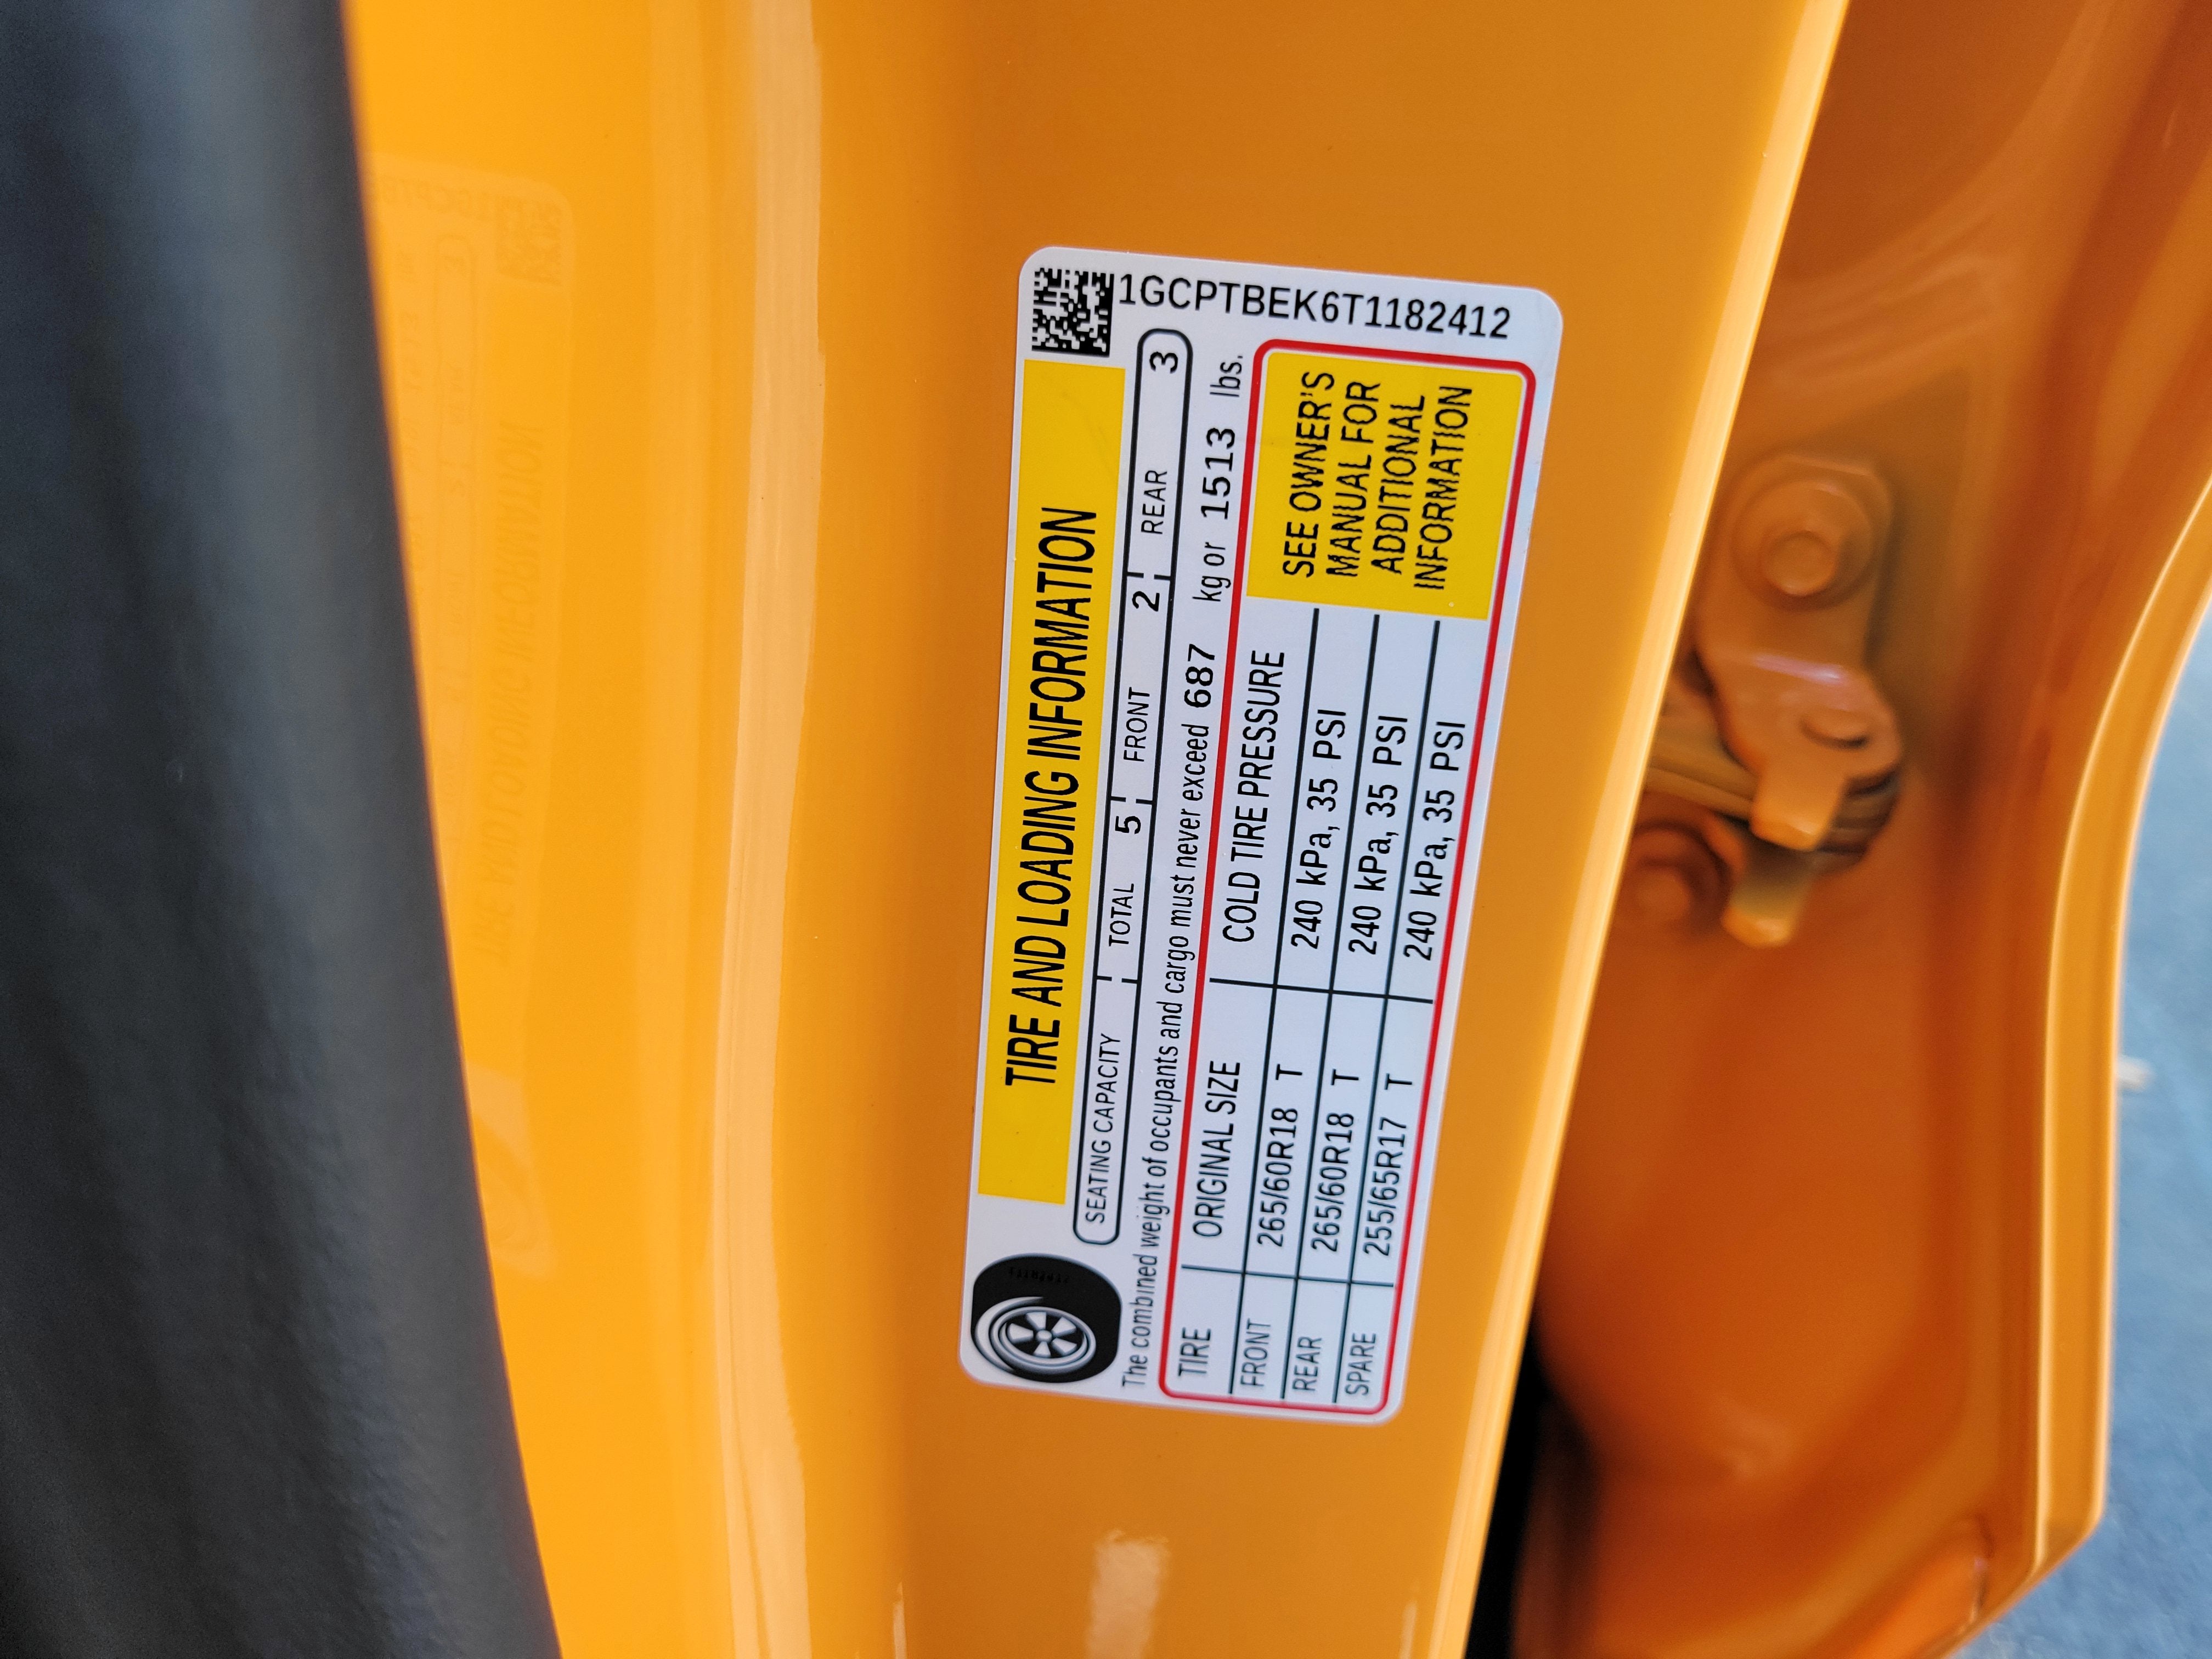 TIRE AND LOADING INFORMATION
SEATING CAPACITY TOTAL 5 FRONT 2 REAR 3
The combined weight of occupants and cargo must never exceed 687 kg or 1513 lbs.
TIRE ORIGINAL SIZE COLD TIRE PRESSURE
FRONT 265/60R18 T 240 kPa, 35 PSI
REAR 265/60R18 T 240 kPa, 35 PSI
SPARE 255/65R17 T 240 kPa, 35 PSI
SEE OWNER'S
MANUAL FOR
ADDITIONAL
INFORMATION
1GCPTBEK6T1182412